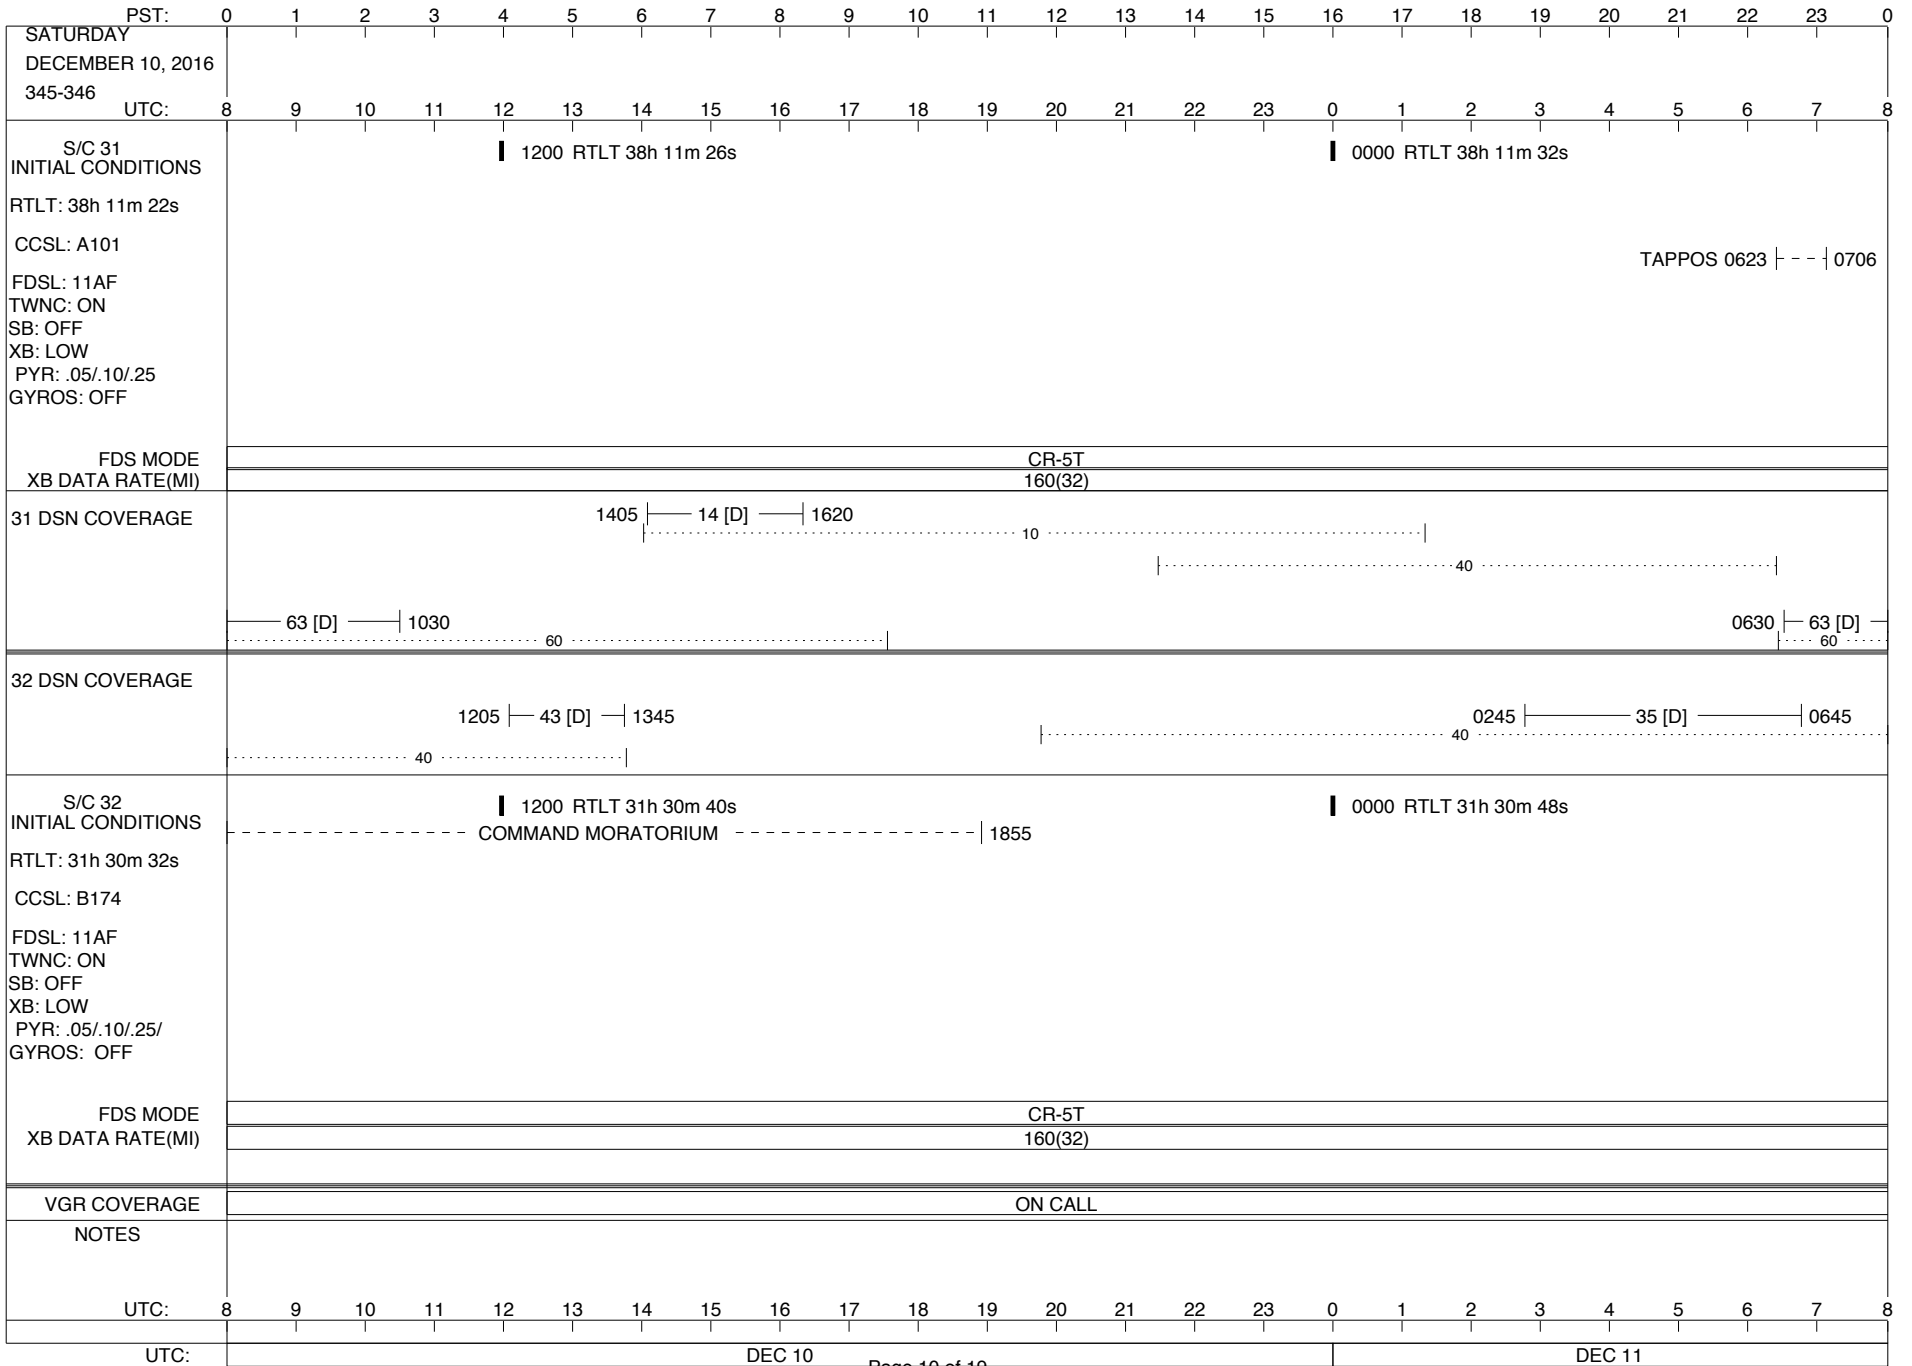 PST: 0 1 2 3 4 5 6 7 8 9 10 11 12 13 14 15 16 17 18 19 20 21 22 23 0
SATURDAY
DECEMBER 10, 2016
345-346
UTC: 8 9 10 11 12 13 14 15 16 17 18 19 20 21 22 23 0 1 2 3 4 5 6 7 8
S/C 31
INITIAL CONDITIONS
1200 RTLT 38h 11m 26s
0000 RTLT 38h 11m 32s
RTLT: 38h 11m 22s
CCSL: A101
TAPPOS 0623 0706
FDSL: 11AF
TWNC: ON
SB: OFF
XB: LOW
PYR: .05/.10/.25
GYROS: OFF
FDS MODE CR-5T
XB DATA RATE(MI) 160(32)
31 DSN COVERAGE
1405 14 [D] 1620
10
40
63 [D] 1030
0630 63 [D]
60
60
32 DSN COVERAGE
1205 43 [D] 1345
0245 35 [D] 0645
40
40
S/C 32
INITIAL CONDITIONS
1200 RTLT 31h 30m 40s
0000 RTLT 31h 30m 48s
COMMAND MORATORIUM 1855
RTLT: 31h 30m 32s
CCSL: B174
FDSL: 11AF
TWNC: ON
SB: OFF
XB: LOW
PYR: .05/.10/.25/
GYROS: OFF
FDS MODE CR-5T
XB DATA RATE(MI) 160(32)
VGR COVERAGE ON CALL
NOTES
UTC: 8 9 10 11 12 13 14 15 16 17 18 19 20 21 22 23 0 1 2 3 4 5 6 7 8
UTC: DEC 10 DEC 11
Page 10 of 10